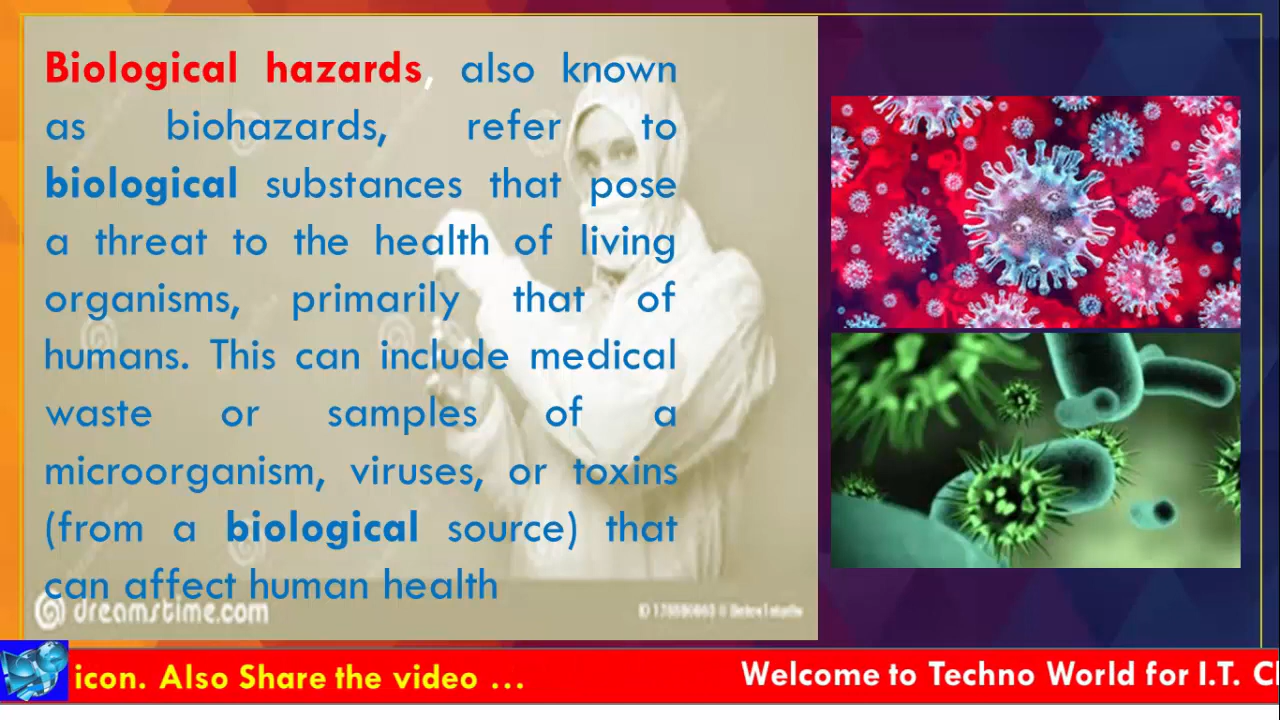 Biological hazards, also known
as biohazards, refer to
biological substances that pose
a threat to the health of living
organisms, primarily that of
humans. This can include medical
waste or samples of a
microorganism, viruses, or toxins
(from a biological source) that
can affect human health
dreamstime.com
icon. Also Share the video ...
Welcome to Techno World for I.T.